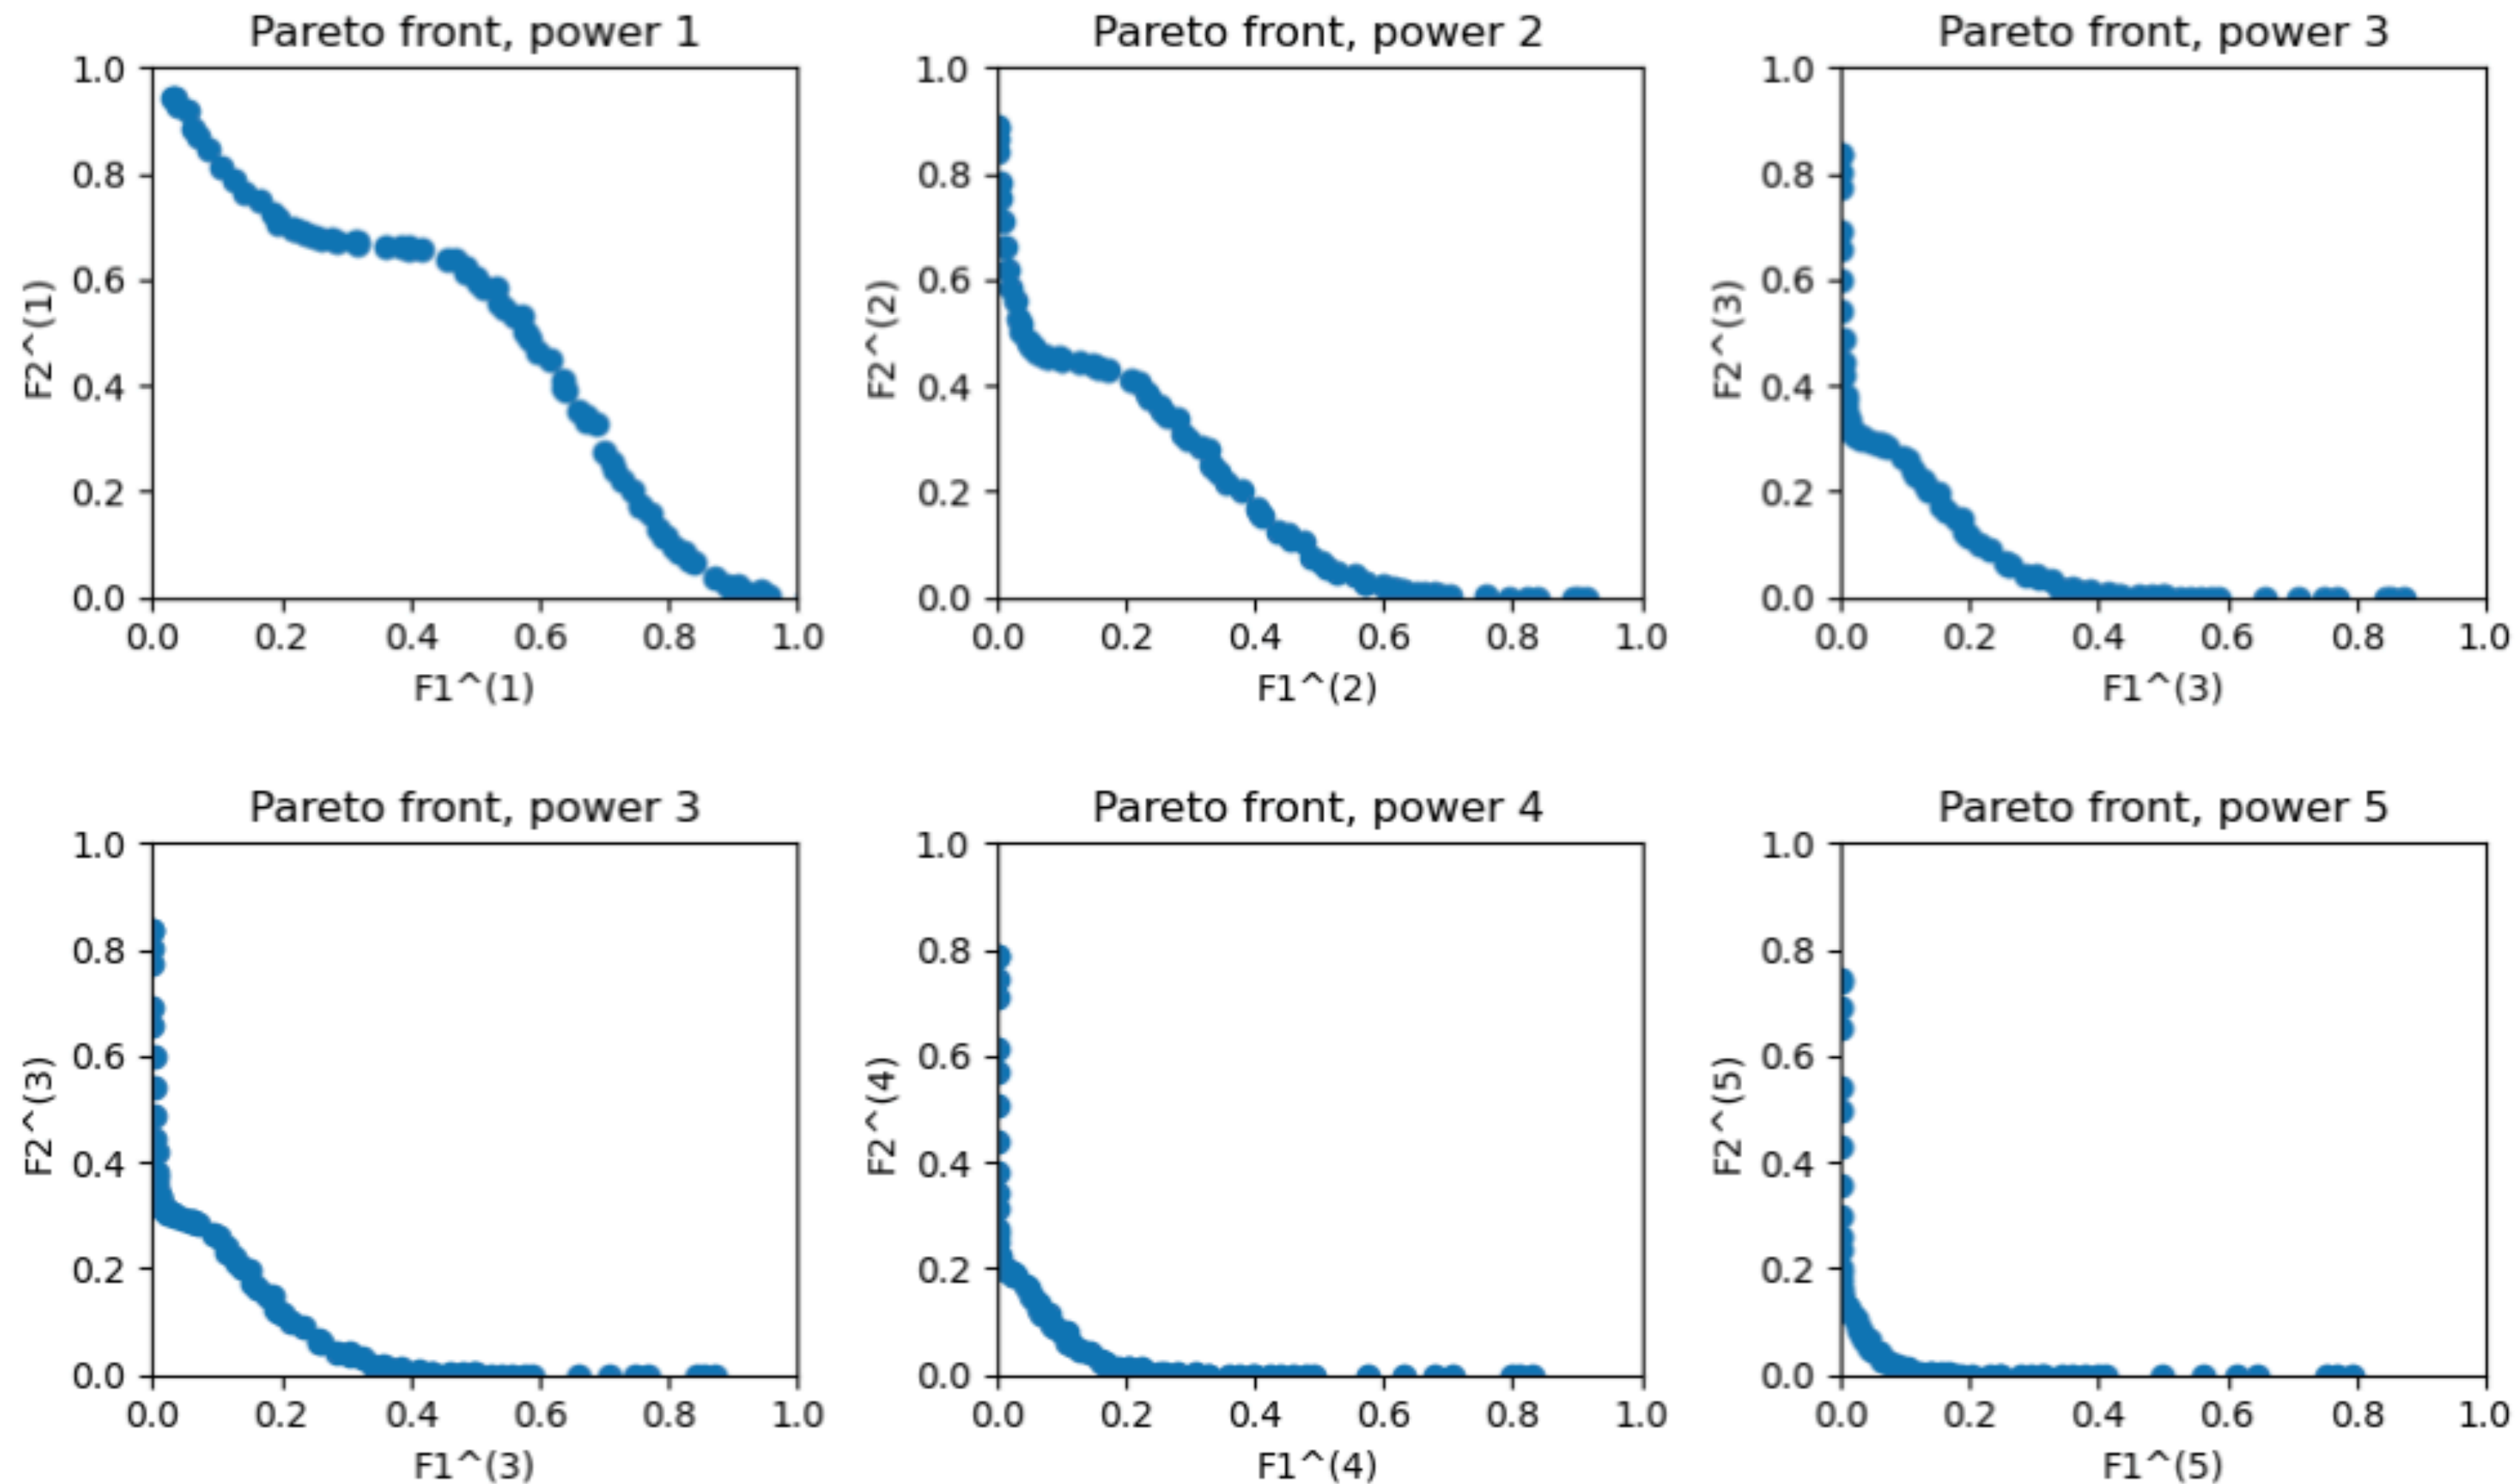 Pareto front, power 1
1.0
0.8
0.6
0.4
0.2
0.0
F2^(1)
0.0 0.2 0.4 0.6 0.8 1.0
F1^(1)
Pareto front, power 2
1.0
0.8
0.6
0.4
0.2
0.0
F2^(2)
0.0 0.2 0.4 0.6 0.8 1.0
F1^(2)
Pareto front, power 3
1.0
0.8
0.6
0.4
0.2
0.0
F2^(3)
0.0 0.2 0.4 0.6 0.8 1.0
F1^(3)
Pareto front, power 3
1.0
0.8
0.6
0.4
0.2
0.0
F2^(3)
0.0 0.2 0.4 0.6 0.8 1.0
F1^(3)
Pareto front, power 4
1.0
0.8
0.6
0.4
0.2
0.0
F2^(4)
0.0 0.2 0.4 0.6 0.8 1.0
F1^(4)
Pareto front, power 5
1.0
0.8
0.6
0.4
0.2
0.0
F2^(5)
0.0 0.2 0.4 0.6 0.8 1.0
F1^(5)